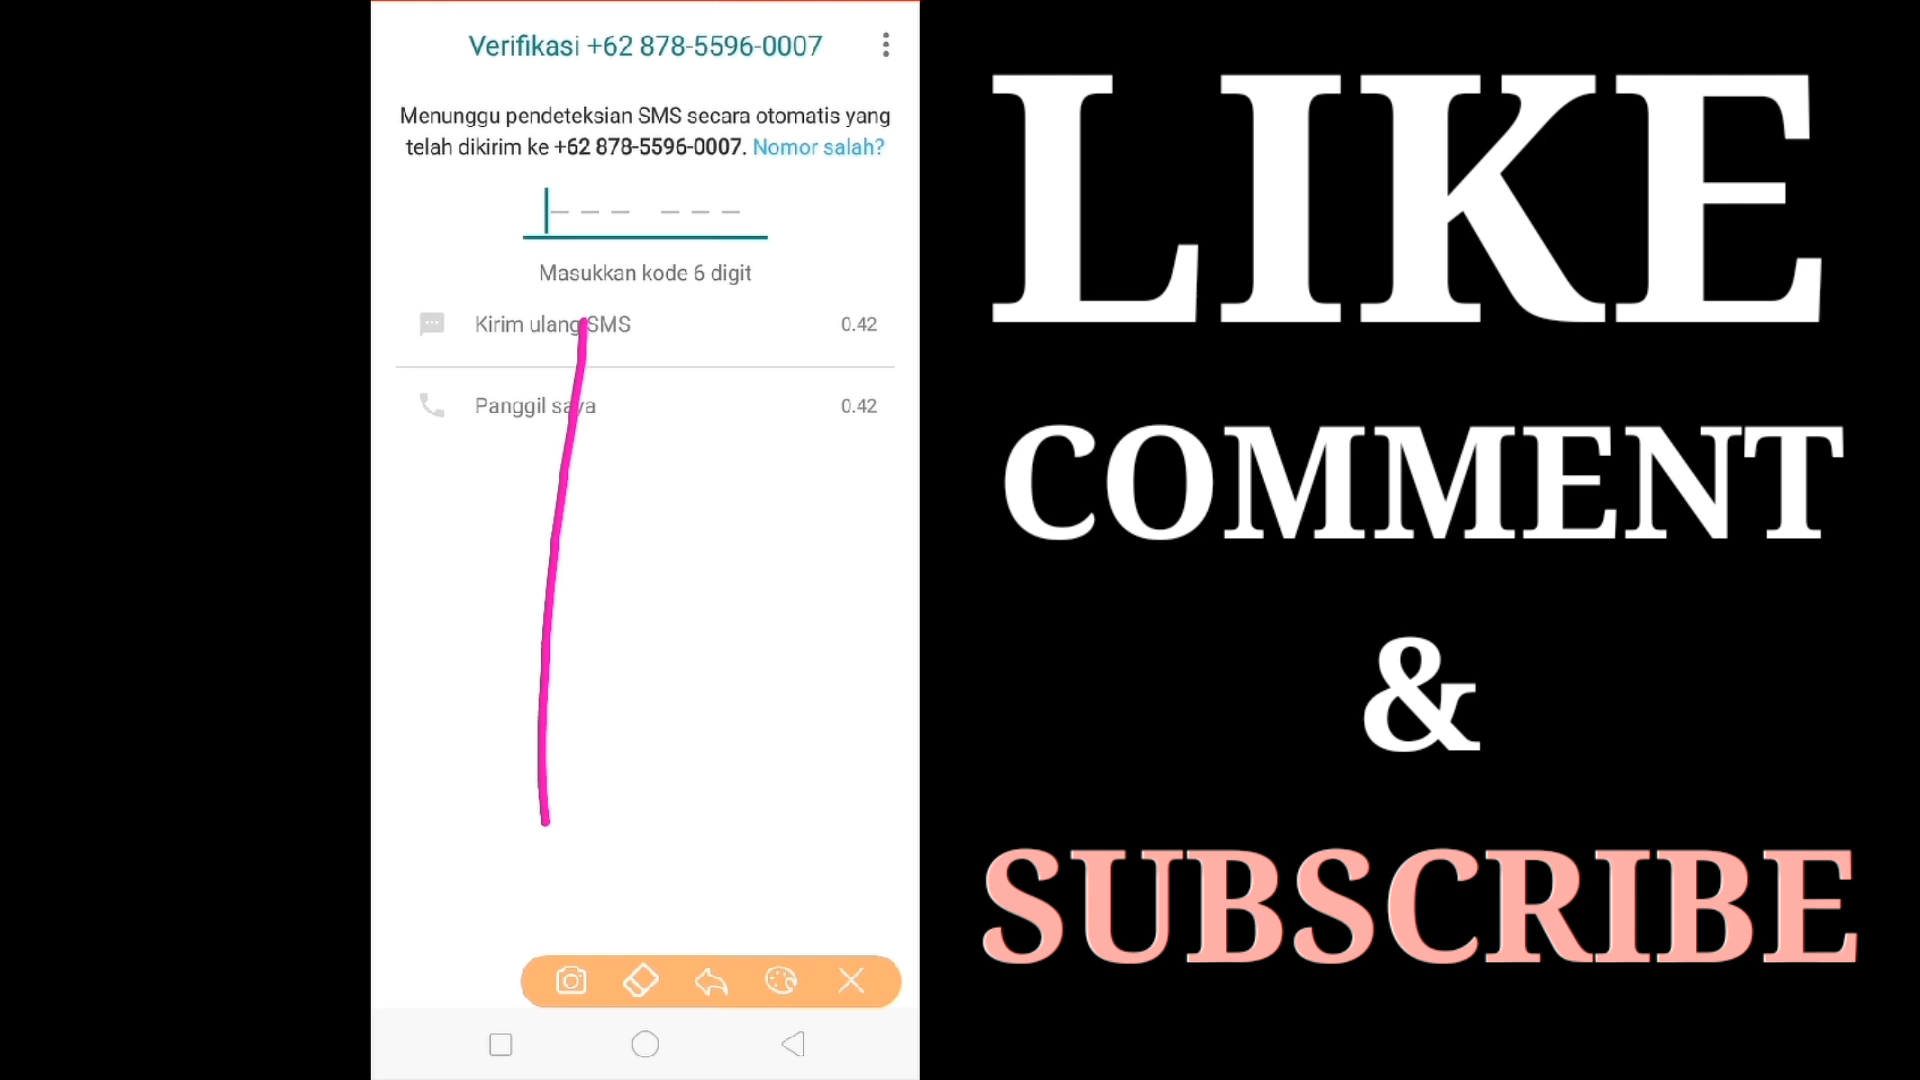 Verifikasi +62 878-5596-0007
Menunggu pendeteksian SMS secara otomatis yang
telah dikirim ke +62 878-5596-0007. Nomor salah?
Masukkan kode 6 digit
Kirim ulang SMS 0.42
Panggil saya 0.42
LIKE
COMMENT
&
SUBSCRIBE